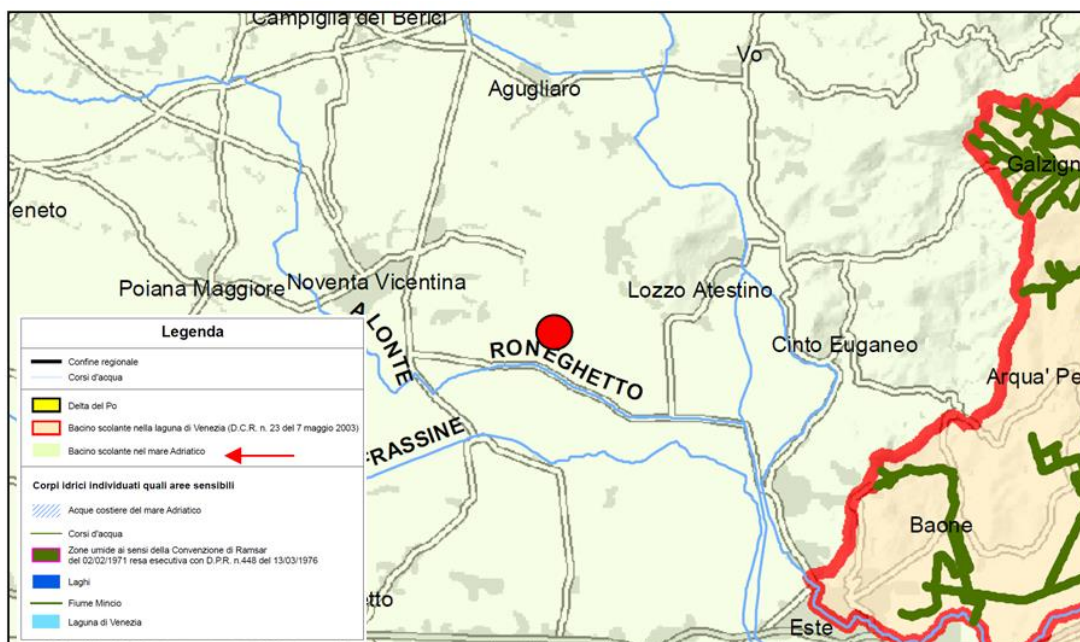 Campiglia dei Berici
Vo
Agugliaro
Galzign
eneto
Poiana Maggiore
Noventa Vicentina
Lozzo Atestino
A LONTE
RONEGHETTO
Cinto Euganeo
Arqua' Pe
FRASSINE
Baone
Este
Legenda
Confine regionale
Corsi d'acqua
Delta del Po
Bacino scolante nella laguna di Venezia (D.C.R. n. 23 del 7 maggio 2003)
Bacino scolante nel mare Adriatico
Corpi idrici individuati quali aree sensibili
Acque costiere del mare Adriatico
Corsi d'acqua
Zone umide ai sensi della Convenzione di Ramsar
del 02/02/1971 resa esecutiva con D.P.R. n.448 del 13/03/1976
Laghi
Fiume Mincio
Laguna di Venezia